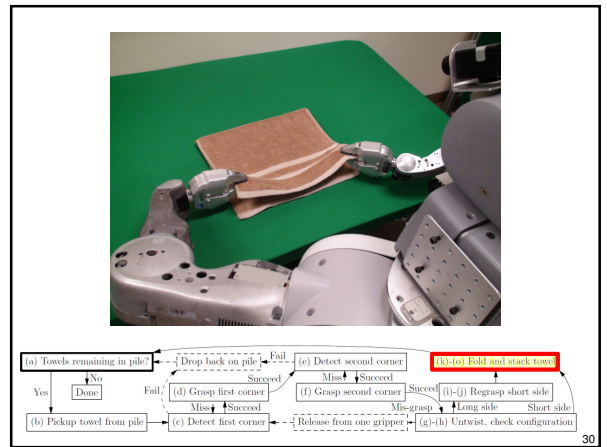 (a) Towels remaining in pile?
Drop back on pile
Fail
(e) Detect second corner
(k)-(o) Fold and stack towel
No
Succeed
Miss
Succeed
Yes
Done
Fail
(d) Grasp first corner
(f) Grasp second corner
Succeed
(i)-(j) Regrasp short side
Miss
Succeed
Mis-grasp
Long side
Short side
(b) Pickup towel from pile
(c) Detect first corner
Release from one gripper
(g)-(h) Untwist, check configuration
30